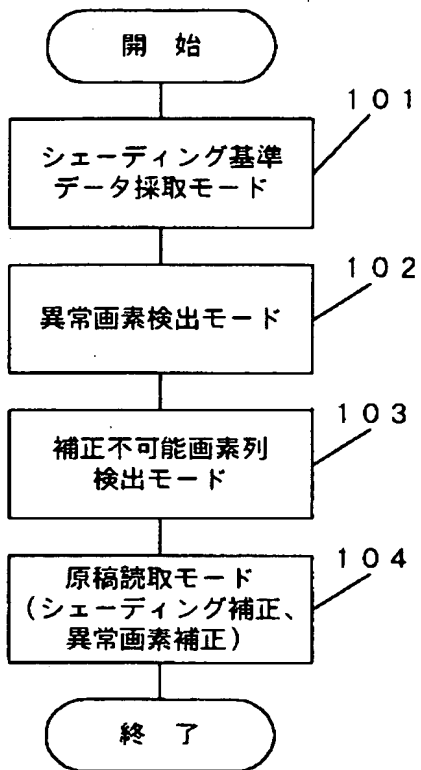 開 始
101
シェーディング基準
データ採取モード
102
異常画素検出モード
103
補正不可能画素列
検出モード
104
原稿読取モード
(シェーディング補正、
異常画素補正)
終 了